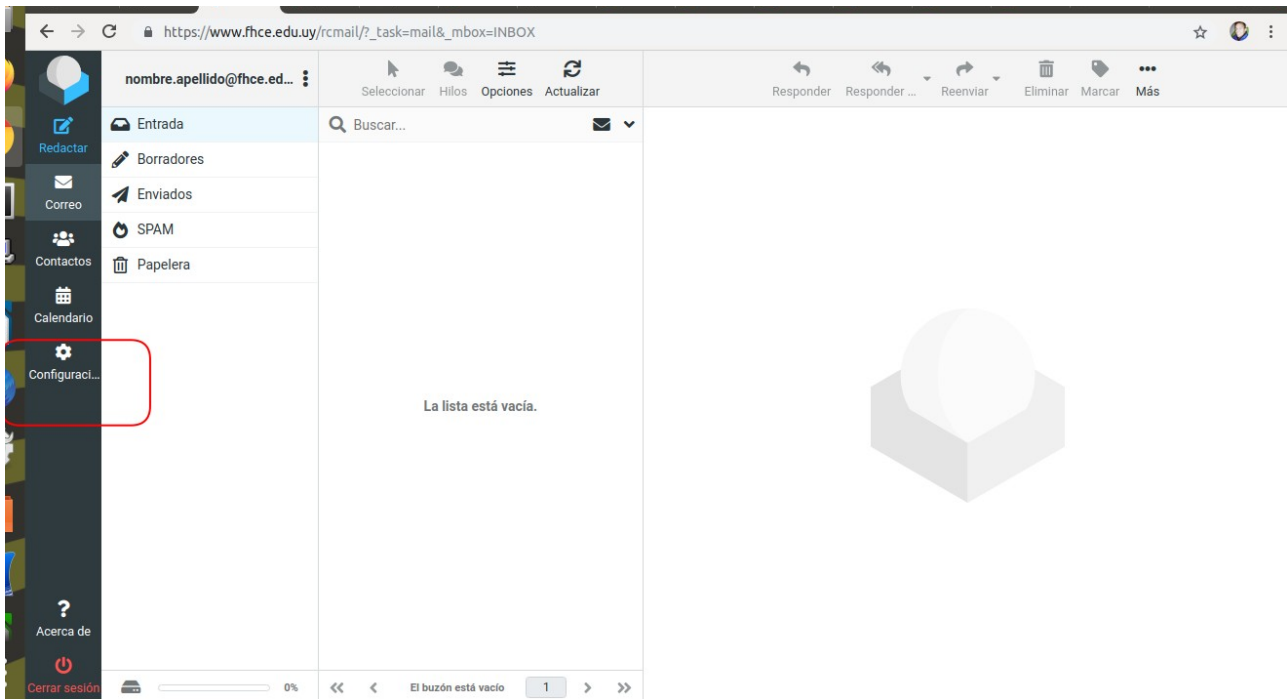 https://www.fhce.edu.uy/rcmail/?_task=mail&_mbox=INBOX
nombre.apellido@fhce.ed...
Seleccionar Hilos Opciones Actualizar
Responder Responder ... Reenviar Eliminar Marcar Más
Redactar
Correo
Contactos
Calendario
Configuraci...
Acerca de
Cerrar sesión
Entrada
Borradores
Enviados
SPAM
Papelera
0%
Buscar...
La lista está vacía.
El buzón está vacío 1